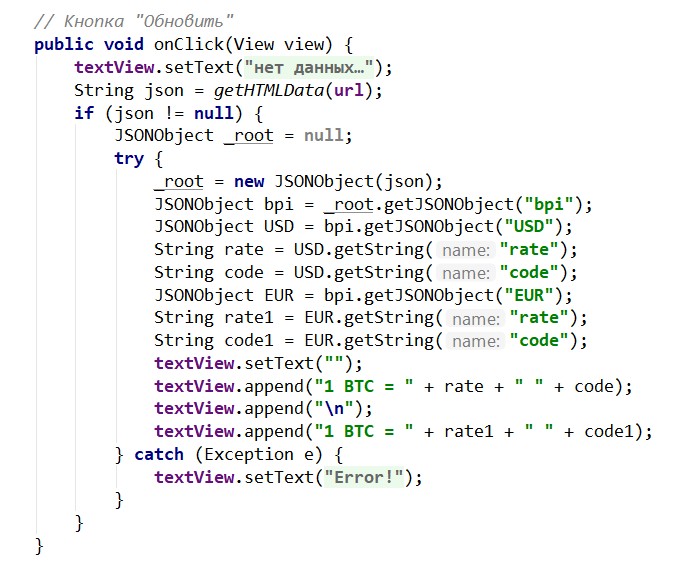 // Кнопка "Обновить"
public void onClick(View view) {
textView.setText("нет данных…");
String json = getHTMLData(url);
if (json != null) {
JSONObject _root = null;
try {
_root = new JSONObject(json);
JSONObject bpi = _root.getJSONObject("bpi");
JSONObject USD = bpi.getJSONObject("USD");
String rate = USD.getString( name: "rate");
String code = USD.getString( name: "code");
JSONObject EUR = bpi.getJSONObject("EUR");
String rate1 = EUR.getString( name: "rate");
String code1 = EUR.getString( name: "code");
textView.setText("");
textView.append("1 BTC = " + rate + " " + code);
textView.append("\n");
textView.append("1 BTC = " + rate1 + " " + code1);
} catch (Exception e) {
textView.setText("Error!");
}
}
}